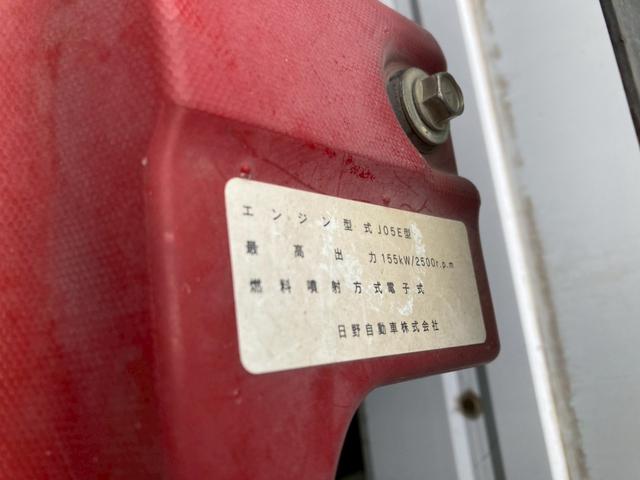 エンジン型式J05E型
最高出力155kW/2500r.p.m
燃料噴射方式電子式
日野自動車株式会社